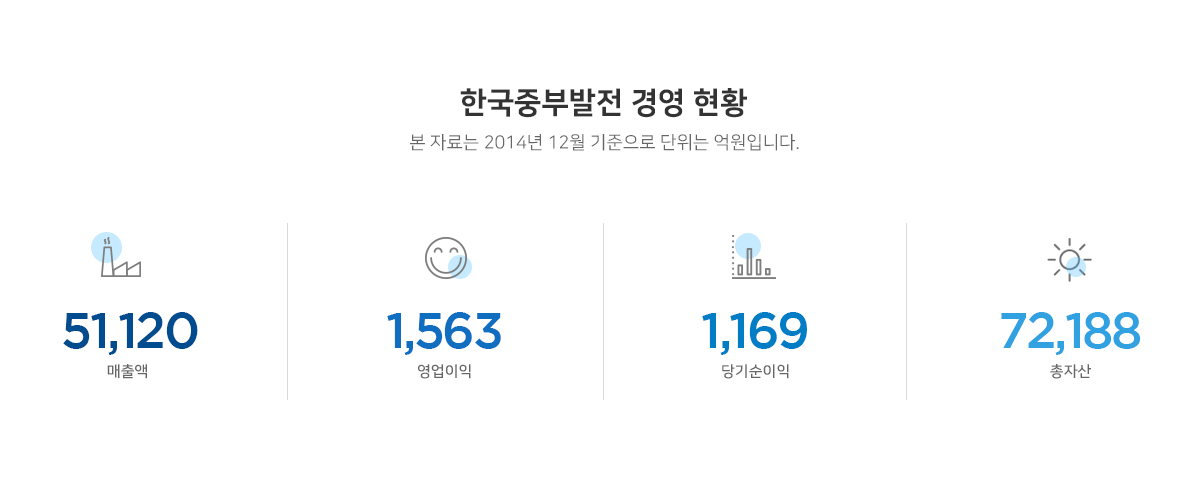 한국중부발전 경영 현황
본 자료는 2014년 12월 기준으로 단위는 억원입니다.
51,120
매출액
1,563
영업이익
1,169
당기순이익
72,188
총자산